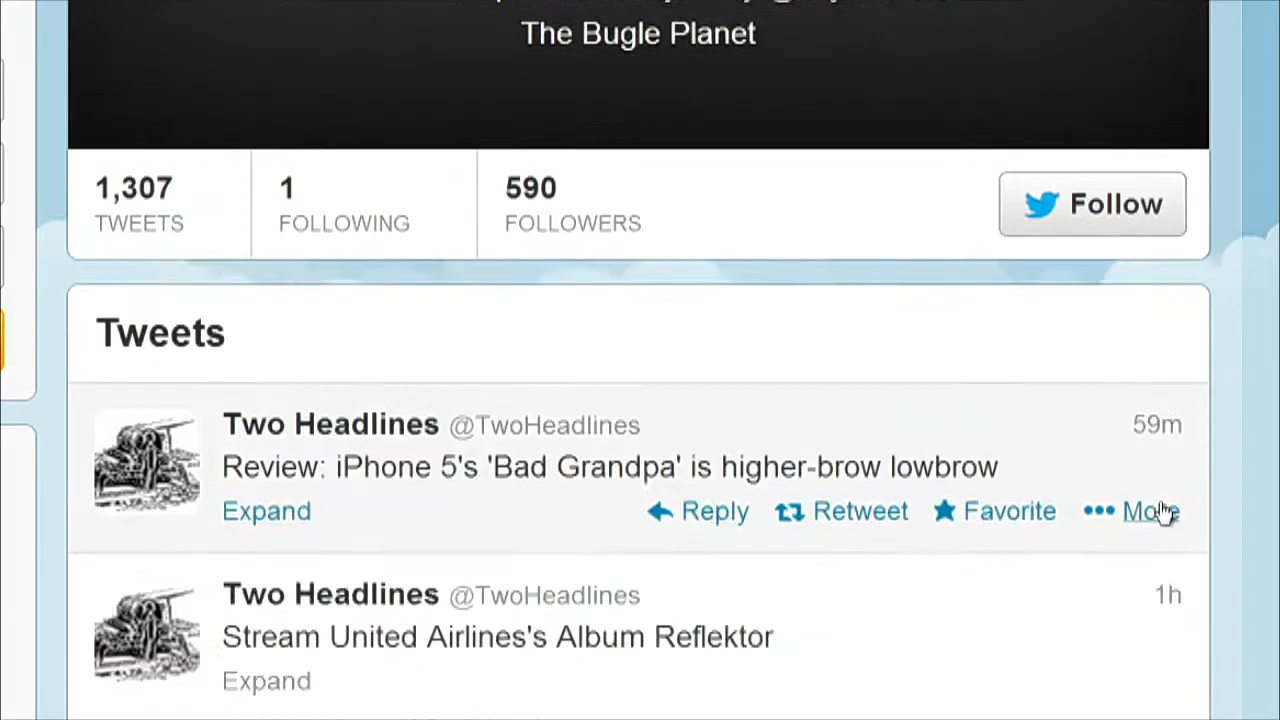 The Bugle Planet
1,307
TWEETS
1
FOLLOWING
590
FOLLOWERS
Follow
Tweets
Two Headlines @TwoHeadlines 59m
Review: iPhone 5's 'Bad Grandpa' is higher-brow lowbrow
Expand Reply Retweet Favorite More
Two Headlines @TwoHeadlines 1h
Stream United Airlines's Album Reflektor
Expand